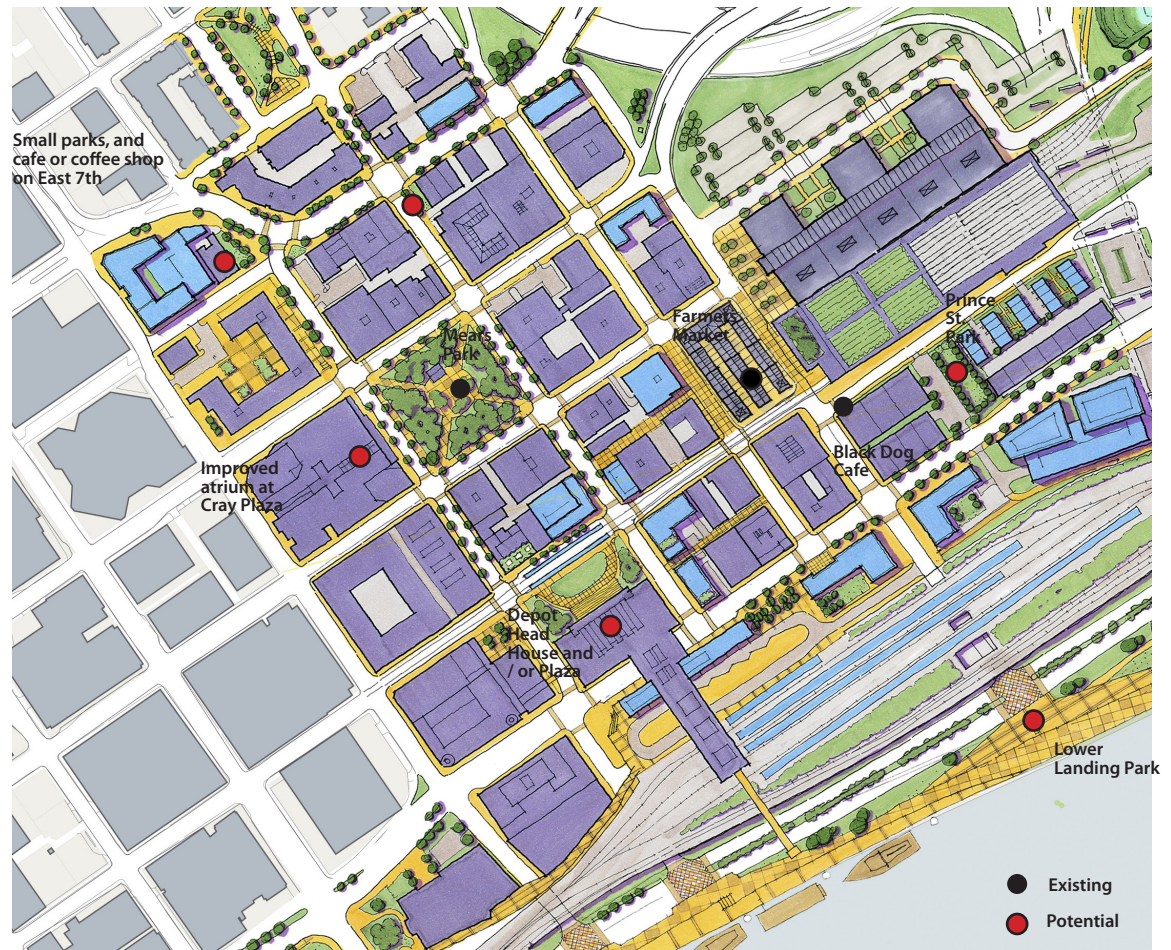 Small parks, and
cafe or coffee shop
on East 7th
Mears
Park
Farmers
Market
Prince
St.
Park
Improved
atrium at
Cray Plaza
Black Dog
Cafe
Depot
Head
House and
/ or Plaza
Lower
Landing Park
Existing
Potential